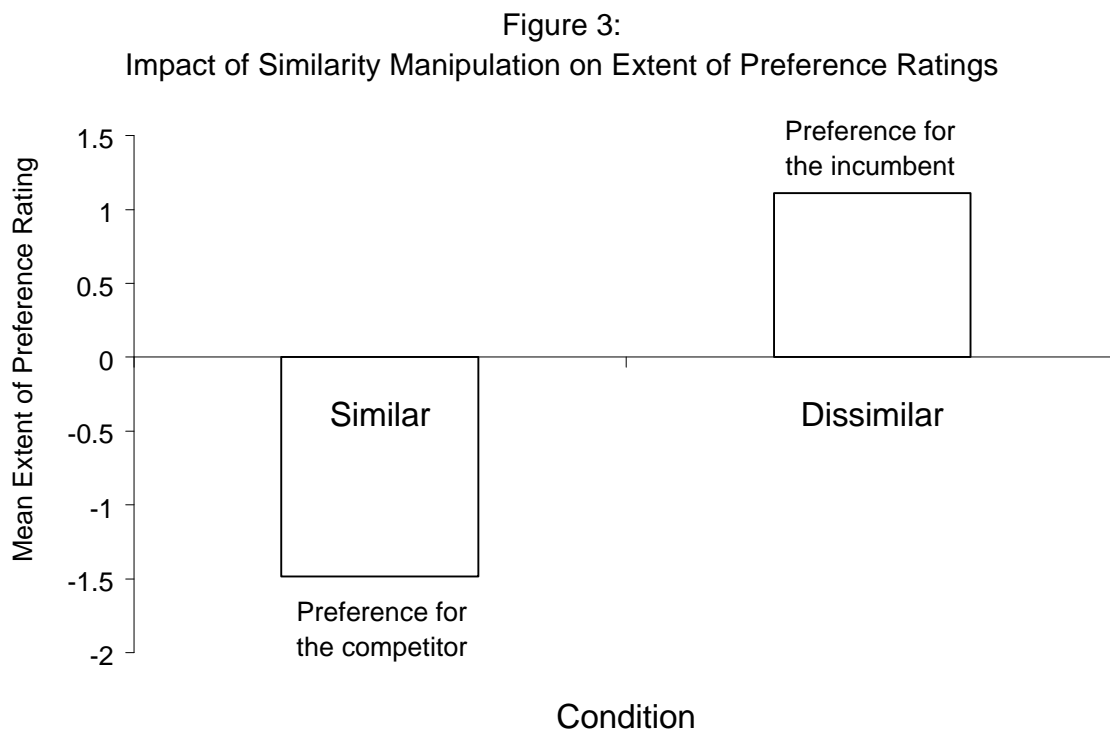 Figure 3:
Impact of Similarity Manipulation on Extent of Preference Ratings
Mean Extent of Preference Rating
1.5
1
0.5
0
-0.5
-1
-1.5
-2
Preference for
the incumbent
Similar
Dissimilar
Preference for
the competitor
Condition